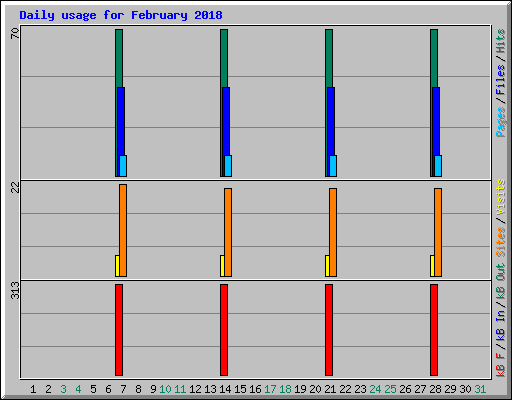 Daily usage for February 2018
70
22
313
Pages / Files / Hits
Sites / Visits
kB F / kB In / kB Out
1 2 3 4 5 6 7 8 9 10 11 12 13 14 15 16 17 18 19 20 21 22 23 24 25 26 27 28 29 30 31